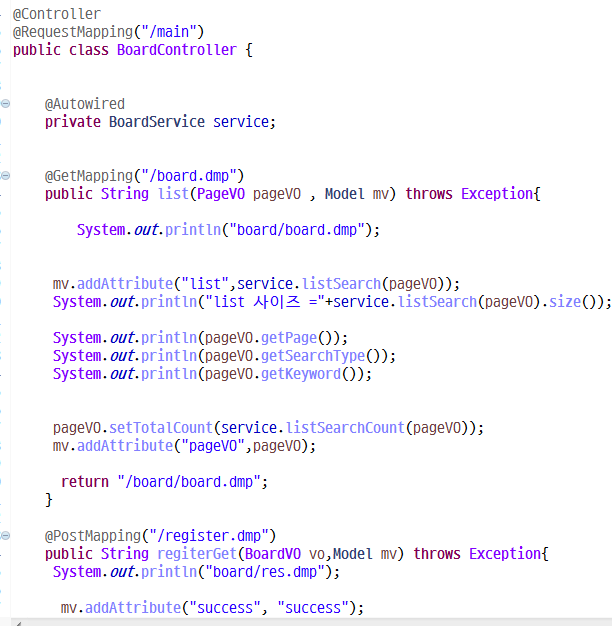 @Controller
@RequestMapping("/main")
public class BoardController {
@Autowired
private BoardService service;
@GetMapping("/board.dmp")
public String list(PageVO pageVO , Model mv) throws Exception{
System.out.println("board/board.dmp");
mv.addAttribute("list",service.listSearch(pageVO));
System.out.println("list 사이즈 ="+service.listSearch(pageVO).size());
System.out.println(pageVO.getPage());
System.out.println(pageVO.getSearchType());
System.out.println(pageVO.getKeyword());
pageVO.setTotalCount(service.listSearchCount(pageVO));
mv.addAttribute("pageVO",pageVO);
return "/board/board.dmp";
}
@PostMapping("/register.dmp")
public String regiterGet(BoardVO vo,Model mv) throws Exception{
System.out.println("board/res.dmp");
mv.addAttribute("success", "success");